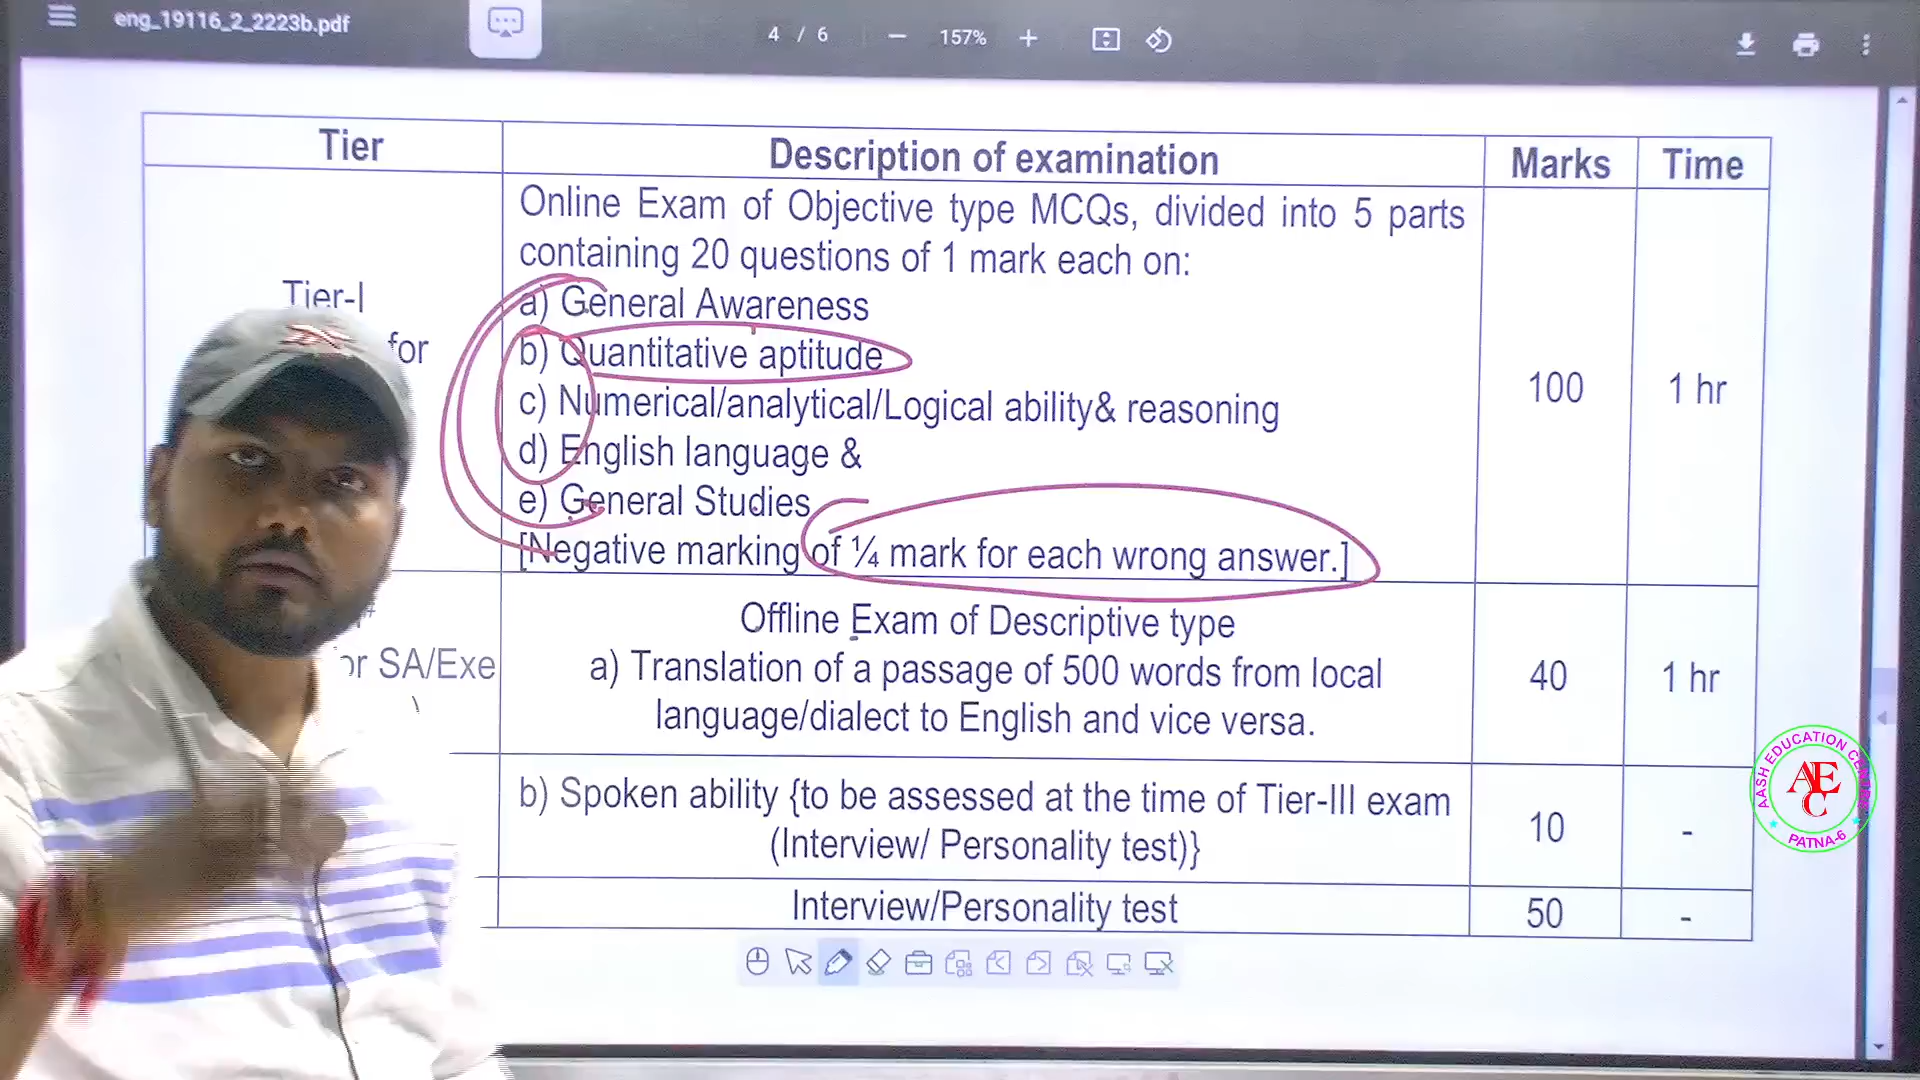 eng_19116_2_2223b.pdf
4 / 6
157%
Tier
Description of examination
Marks
Time
Tier-I
for
Online Exam of Objective type MCQs, divided into 5 parts
containing 20 questions of 1 mark each on:
a) General Awareness
b) Quantitative aptitude
c) Numerical/analytical/Logical ability& reasoning
d) English language &
e) General Studies
[Negative marking of ¼ mark for each wrong answer.]
100
1 hr
or SA/Exe
)
Offline Exam of Descriptive type
a) Translation of a passage of 500 words from local
language/dialect to English and vice versa.
40
1 hr
b) Spoken ability {to be assessed at the time of Tier-III exam
(Interview/ Personality test)}
10
-
Interview/Personality test
50
-
AASH EDUCATION CENTRE
AEC
PATNA-6